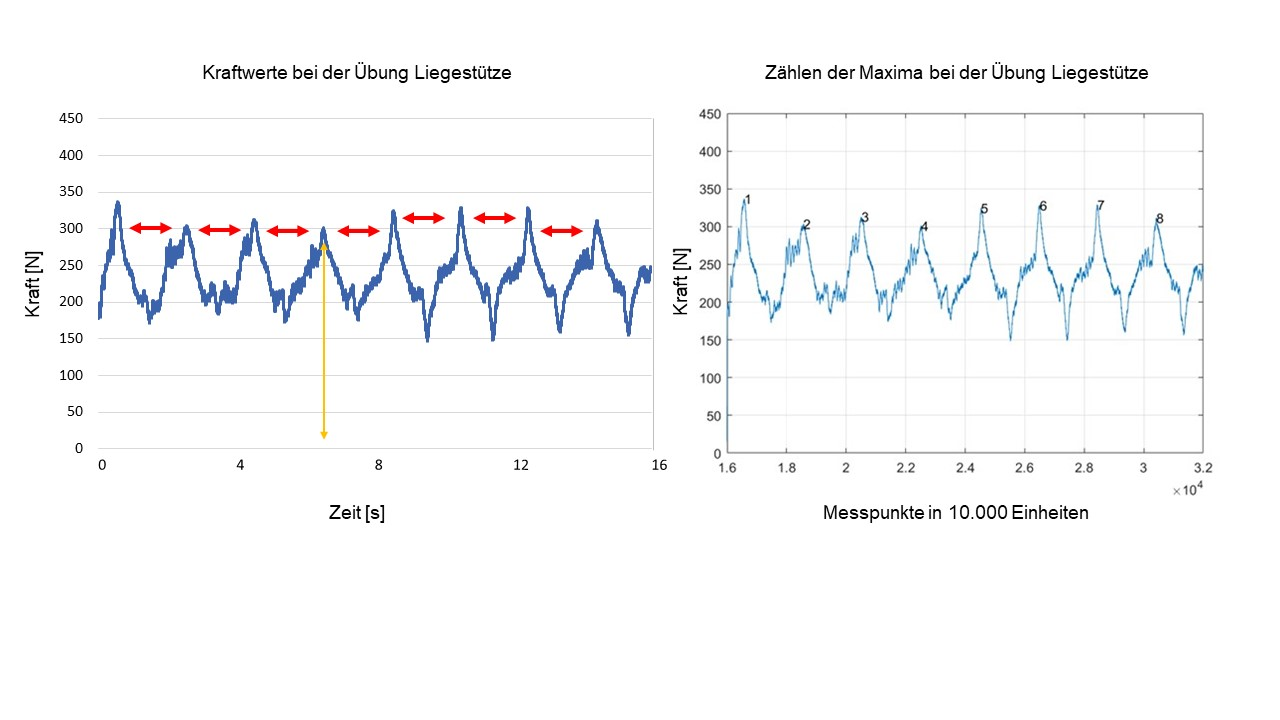 Kraftwerte bei der Übung Liegestütze
450
400
350
300
250
200
150
100
50
0
Kraft [N]
0 4 8 12 16
Zeit [s]
Zählen der Maxima bei der Übung Liegestütze
450
400
350
300
250
200
150
100
50
0
Kraft [N]
1 2 3 4 5 6 7 8
1.6 1.8 2 2.2 2.4 2.6 2.8 3 3.2
×10⁴
Messpunkte in 10.000 Einheiten